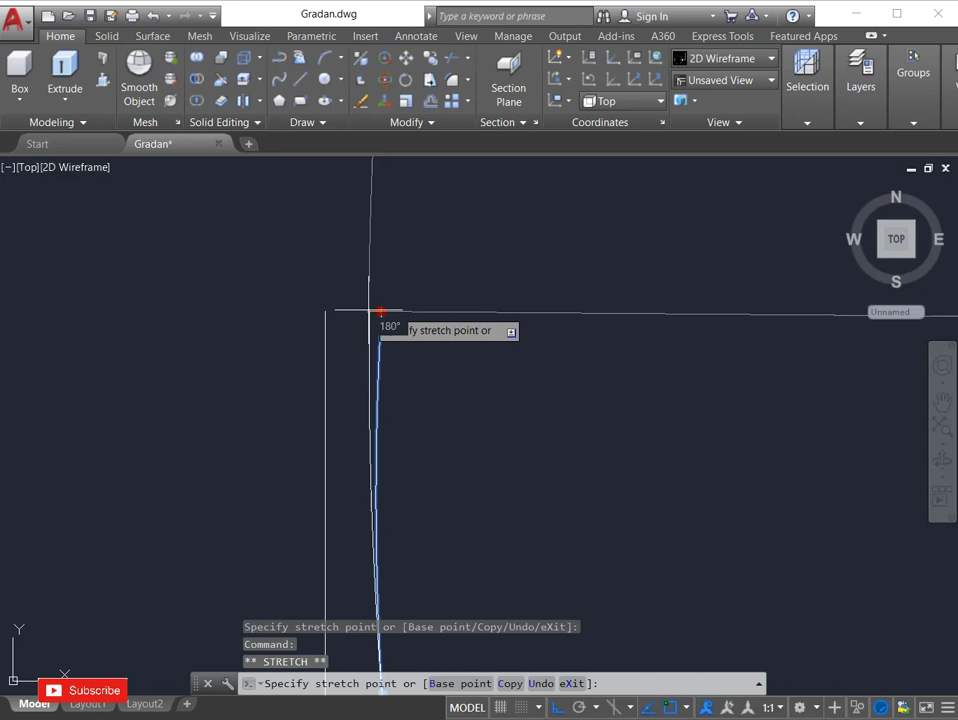 Gradan.dwg
Type a keyword or phrase
Sign In
Home Solid Surface Mesh Visualize Parametric Insert Annotate View Manage Output Add-ins A360 Express Tools Featured Apps
Box
Extrude
Smooth Object
Section Plane
2D Wireframe
Unsaved View
Top
Selection
Layers
Groups
Modeling
Mesh
Solid Editing
Draw
Modify
Section
Coordinates
View
Start
Gradan*
[−][Top][2D Wireframe]
N
W TOP E
S
Unnamed
180°
fy stretch point or
Specify stretch point or [Base point/Copy/Undo/eXit]:
Command:
** STRETCH **
Specify stretch point or [Base point Copy Undo eXit]:
Y
X
Subscribe
Model Layout1 Layout2
MODEL
1:1